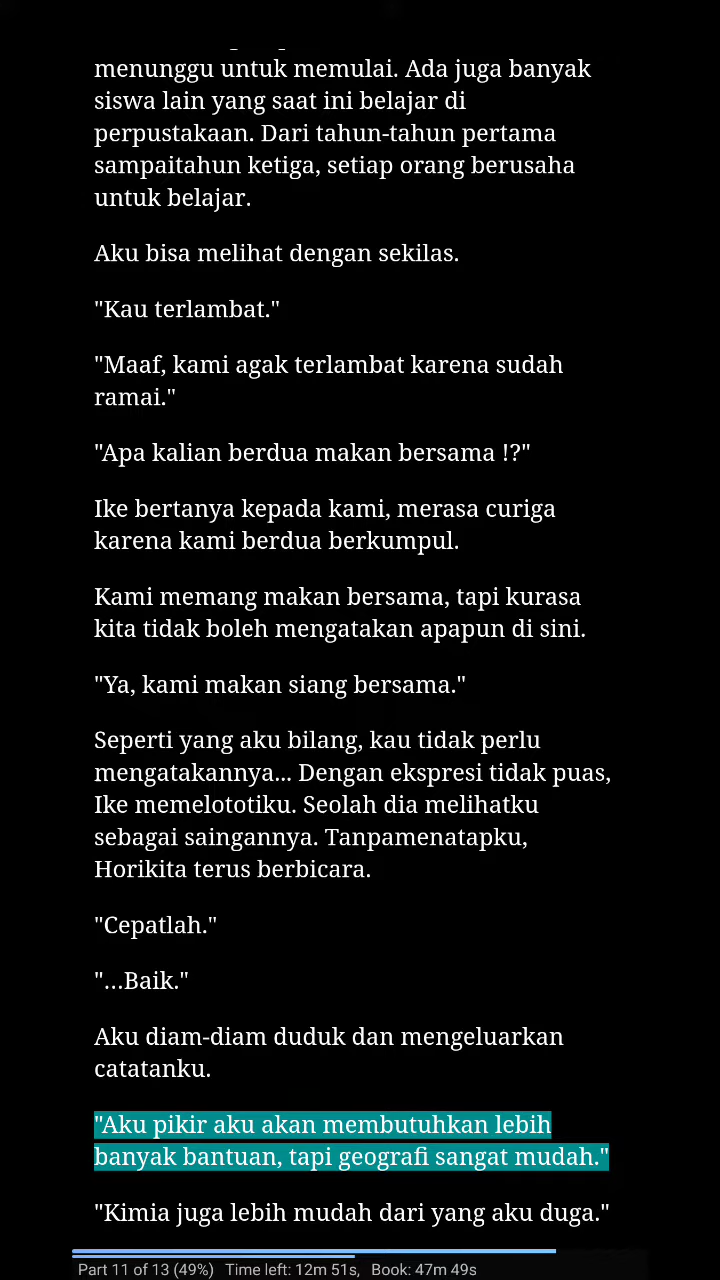 menunggu untuk memulai. Ada juga banyak
siswa lain yang saat ini belajar di
perpustakaan. Dari tahun-tahun pertama
sampaitahun ketiga, setiap orang berusaha
untuk belajar.
Aku bisa melihat dengan sekilas.
"Kau terlambat."
"Maaf, kami agak terlambat karena sudah
ramai."
"Apa kalian berdua makan bersama !?"
Ike bertanya kepada kami, merasa curiga
karena kami berdua berkumpul.
Kami memang makan bersama, tapi kurasa
kita tidak boleh mengatakan apapun di sini.
"Ya, kami makan siang bersama."
Seperti yang aku bilang, kau tidak perlu
mengatakannya... Dengan ekspresi tidak puas,
Ike memelototiku. Seolah dia melihatku
sebagai saingannya. Tanpamenatapku,
Horikita terus berbicara.
"Cepatlah."
"…Baik."
Aku diam-diam duduk dan mengeluarkan
catatanku.
"Aku pikir aku akan membutuhkan lebih
banyak bantuan, tapi geografi sangat mudah."
"Kimia juga lebih mudah dari yang aku duga."
Part 11 of 13 (49%) Time left: 12m 51s, Book: 47m 49s